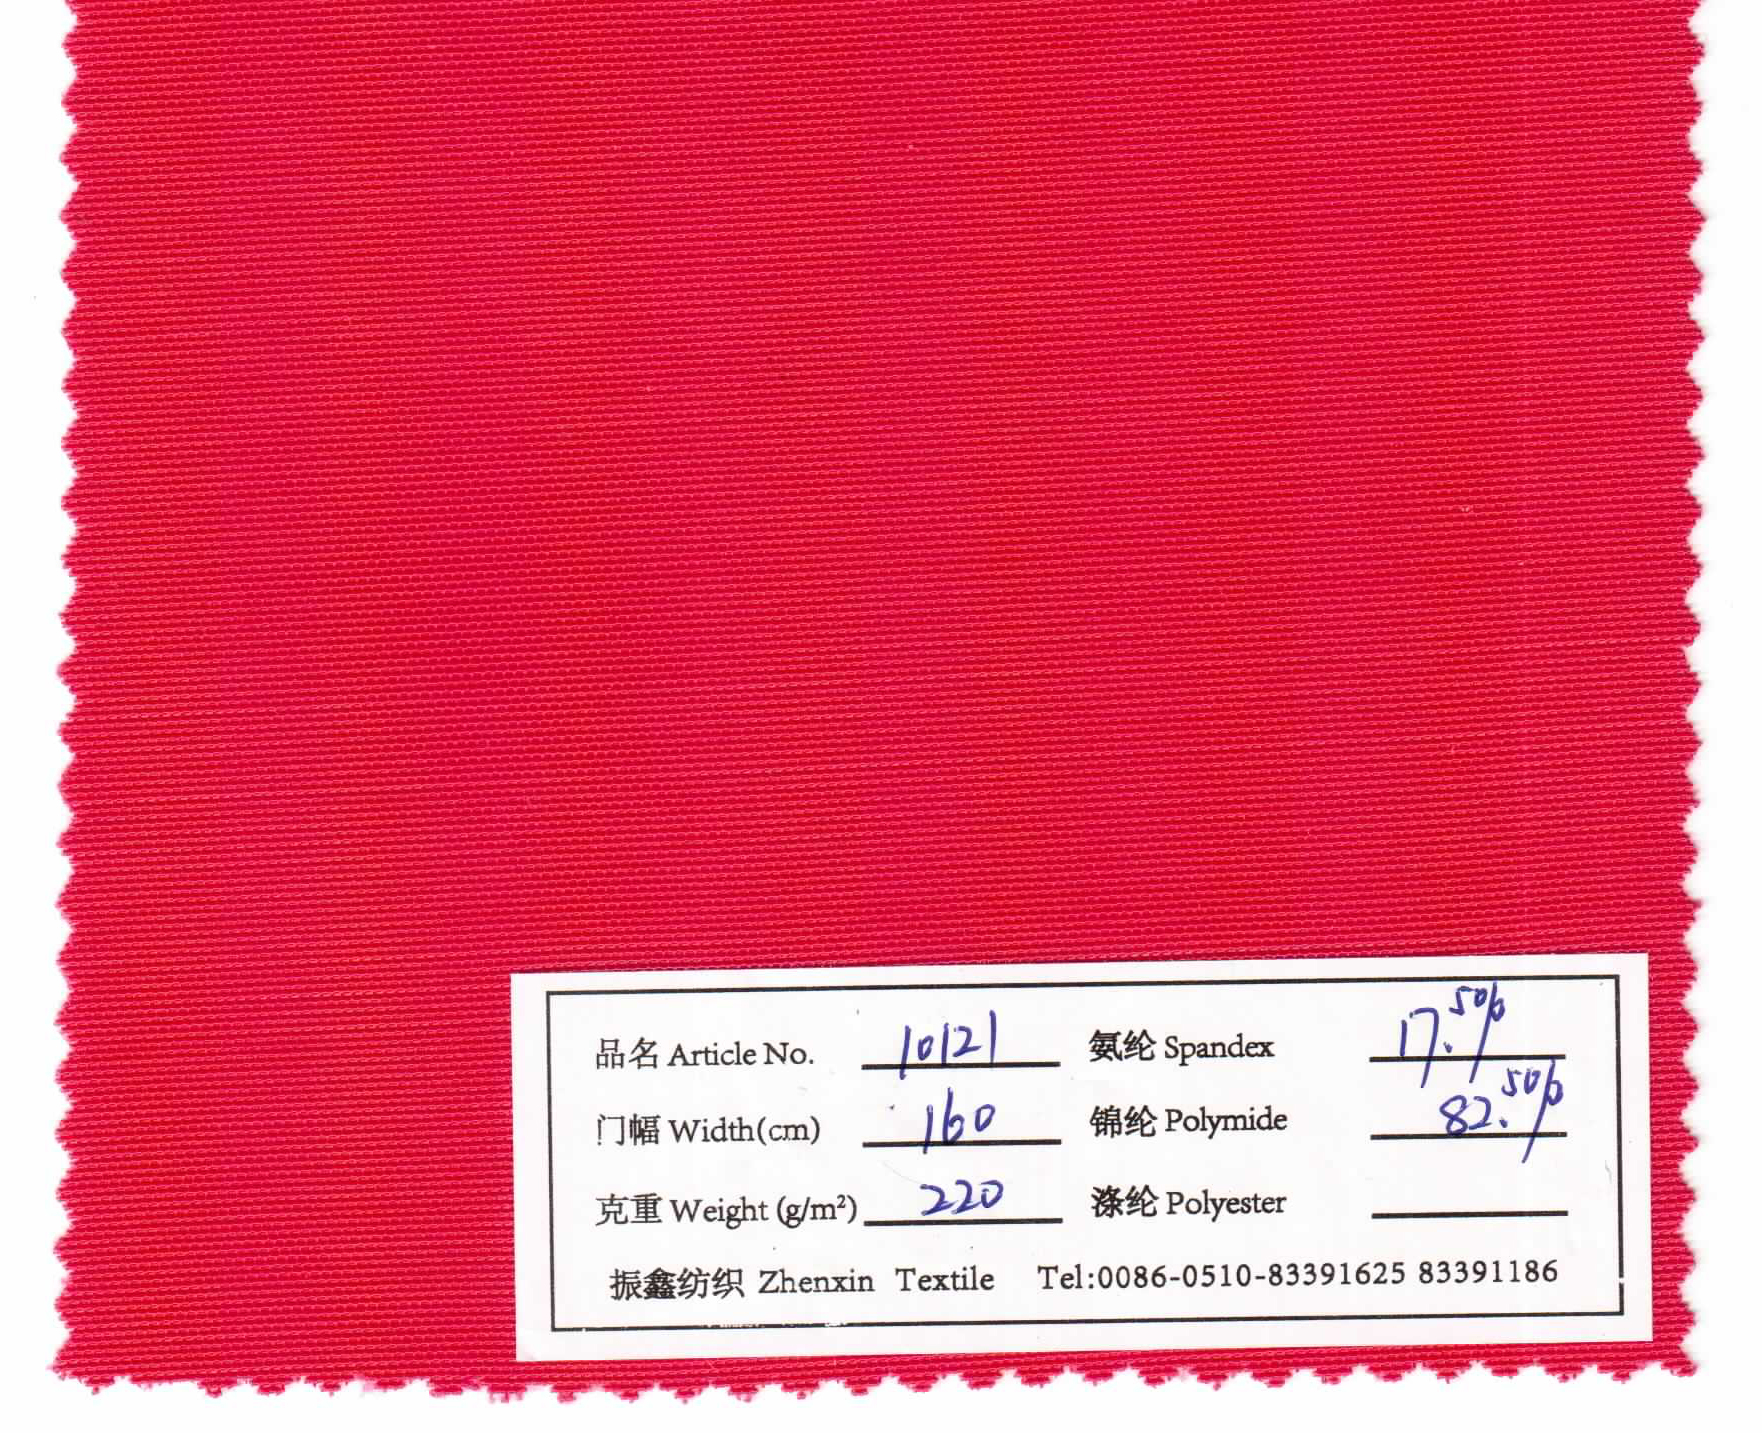 品名 Article No. 10121 氨纶 Spandex 17.5%
门幅 Width(cm) 160 锦纶 Polymide 82.5%
克重 Weight (g/m²) 220 涤纶 Polyester
振鑫纺织 Zhenxin Textile Tel:0086-0510-83391625 83391186